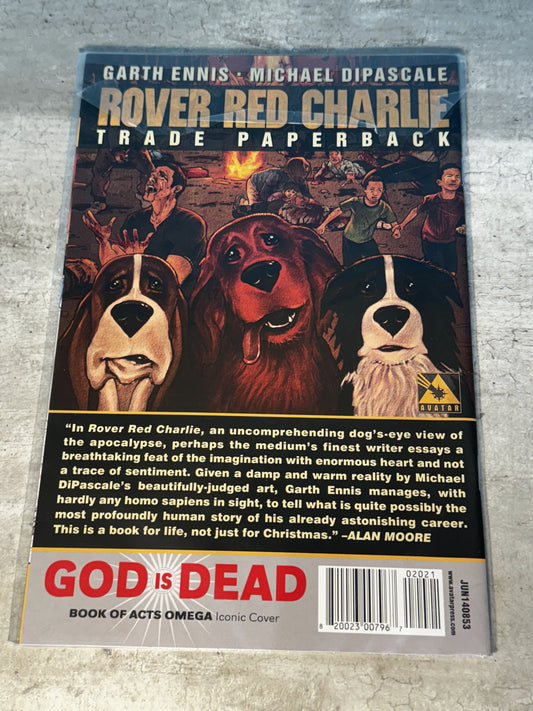 GARTH ENNIS · MICHAEL DIPASCALE
ROVER RED CHARLIE
TRADE PAPERBACK
AVATAR
“In Rover Red Charlie, an uncomprehending dog’s-eye view of
the apocalypse, perhaps the medium’s finest writer essays a
breathtaking feat of the imagination with enormous heart and not
a trace of sentiment. Given a damp and warm reality by Michael
DiPascale’s beautifully-judged art, Garth Ennis manages, with
hardly any homo sapiens in sight, to tell what is quite possibly the
most profoundly human story of his already astonishing career.
This is a book for life, not just for Christmas.” –ALAN MOORE
GOD IS DEAD
BOOK OF ACTS OMEGA Iconic Cover
02021
8 20023 00796 7
www.avatarpress.com
JUN140853